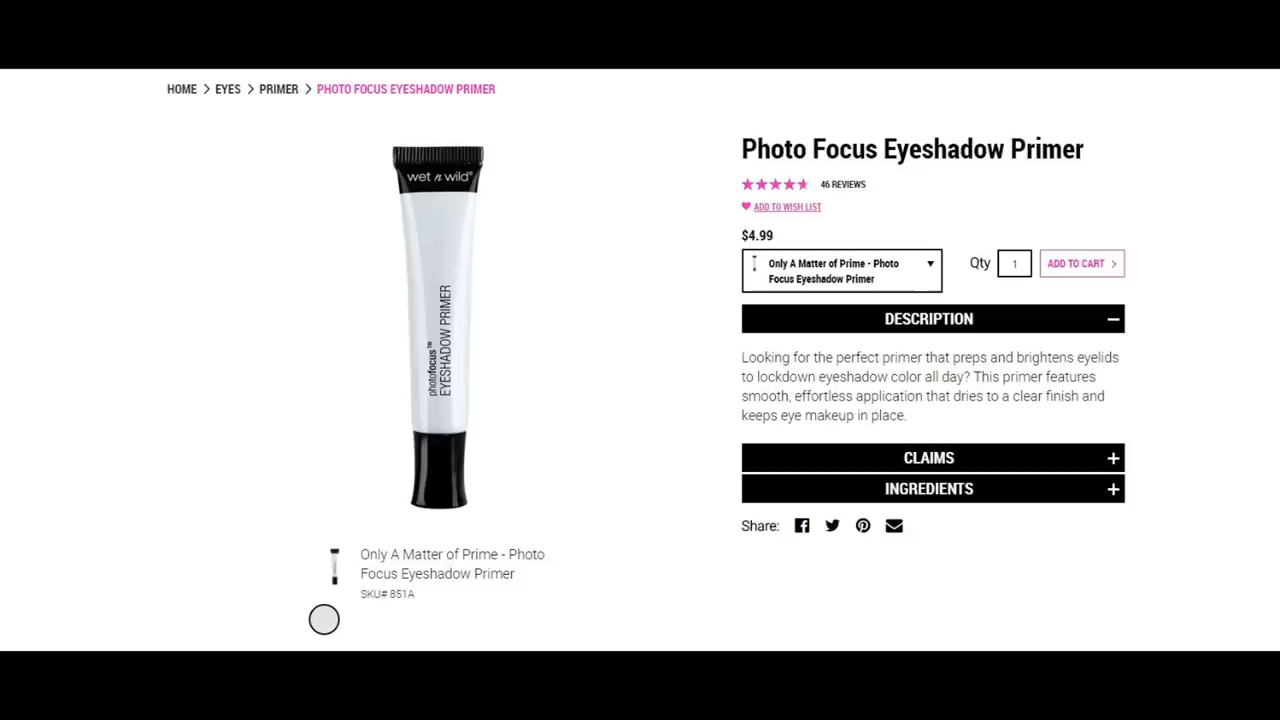 HOME > EYES > PRIMER > PHOTO FOCUS EYESHADOW PRIMER
wet n wild®
photofocus™
EYESHADOW PRIMER
Only A Matter of Prime - Photo
Focus Eyeshadow Primer
SKU# 851A
Photo Focus Eyeshadow Primer
46 REVIEWS
ADD TO WISH LIST
$4.99
Only A Matter of Prime - Photo
Focus Eyeshadow Primer
Qty 1 ADD TO CART >
DESCRIPTION −
Looking for the perfect primer that preps and brightens eyelids
to lockdown eyeshadow color all day? This primer features
smooth, effortless application that dries to a clear finish and
keeps eye makeup in place.
CLAIMS +
INGREDIENTS +
Share: